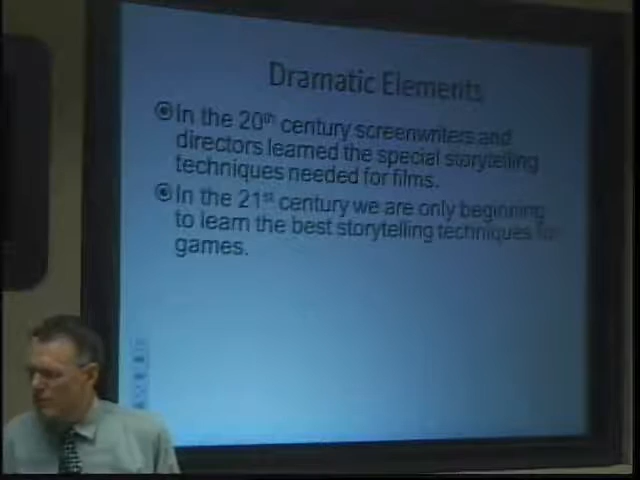 Dramatic Elements
In the 20th century screenwriters and
directors learned the special storytelling
techniques needed for films.
In the 21st century we are only beginning
to learn the best storytelling techniques for
games.